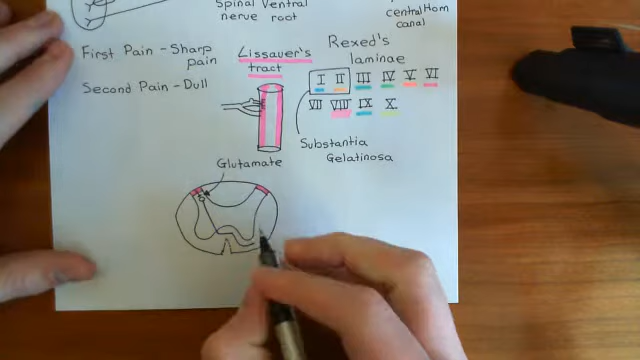 Spinal Ventral
nerve root
central Horn
canal
First Pain - Sharp
pain
Second Pain - Dull
Lissauer's
tract
Rexed's
laminae
I II III IV V VI
VII VIII IX X
Substantia
Gelatinosa
Glutamate